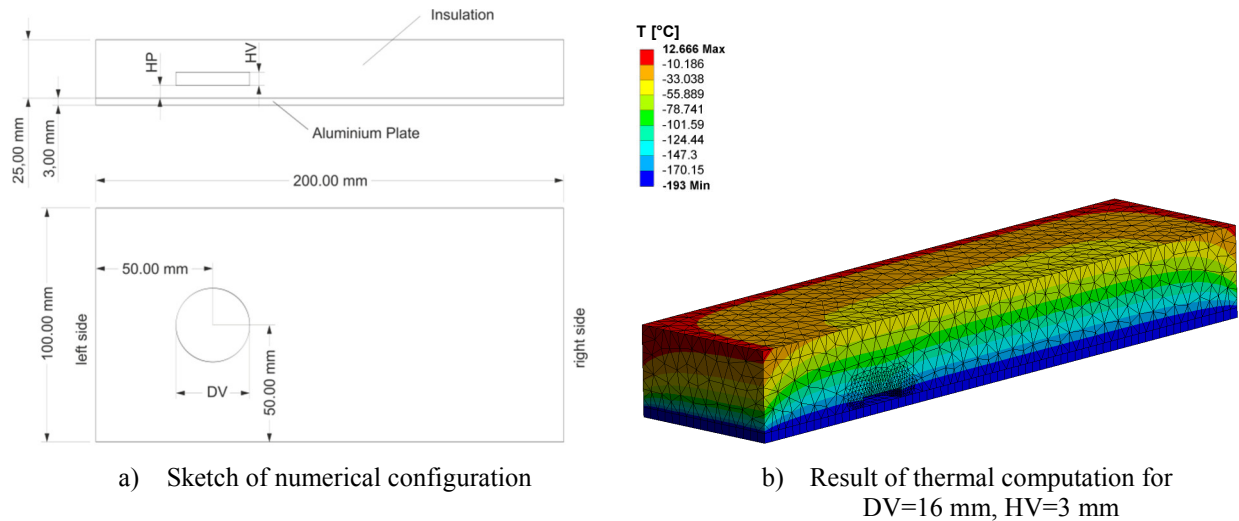 Insulation
HP
HV
Aluminium Plate
25,00 mm
3,00 mm
200.00 mm
50.00 mm
100.00 mm
left side
right side
DV
50.00 mm
a) Sketch of numerical configuration
T [°C]
12.666 Max
-10.186
-33.038
-55.889
-78.741
-101.59
-124.44
-147.3
-170.15
-193 Min
b) Result of thermal computation for
DV=16 mm, HV=3 mm